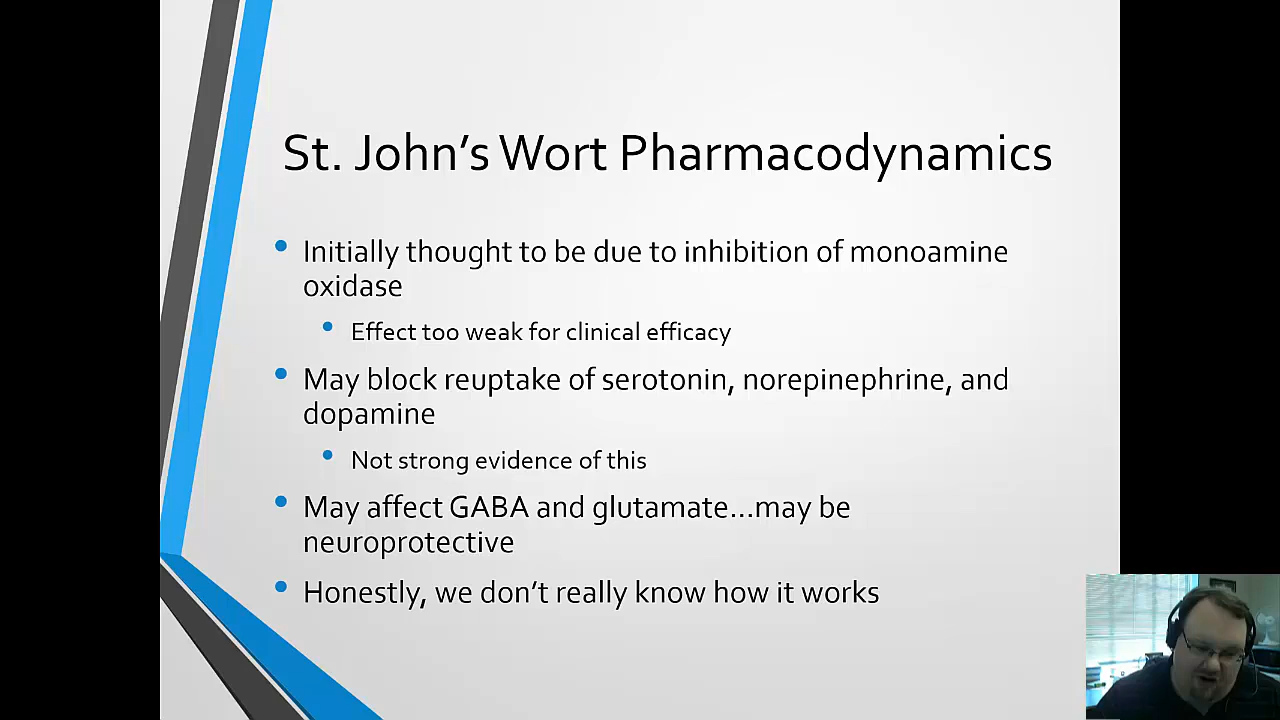 St. John’s Wort Pharmacodynamics
• Initially thought to be due to inhibition of monoamine
oxidase
• Effect too weak for clinical efficacy
• May block reuptake of serotonin, norepinephrine, and
dopamine
• Not strong evidence of this
• May affect GABA and glutamate…may be
neuroprotective
• Honestly, we don’t really know how it works